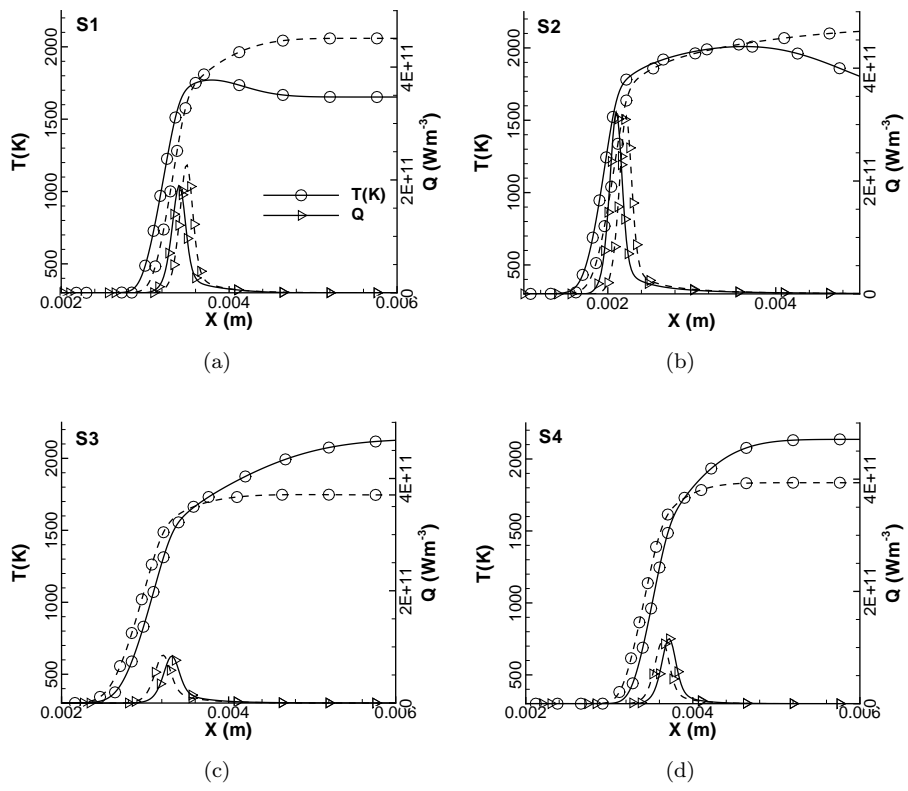 S1
T(K)
2000
1500
1000
500
Q (Wm⁻³)
4E+11
2E+11
0
T(K)
Q
0.002
0.004
0.006
X (m)
(a)
S2
T(K)
2000
1500
1000
500
Q (Wm⁻³)
4E+11
2E+11
0
0.002
0.004
X (m)
(b)
S3
T(K)
2000
1500
1000
500
Q (Wm⁻³)
4E+11
2E+11
0
0.002
0.004
0.006
X (m)
(c)
S4
T(K)
2000
1500
1000
500
Q (Wm⁻³)
4E+11
2E+11
0
0.002
0.004
0.006
X (m)
(d)